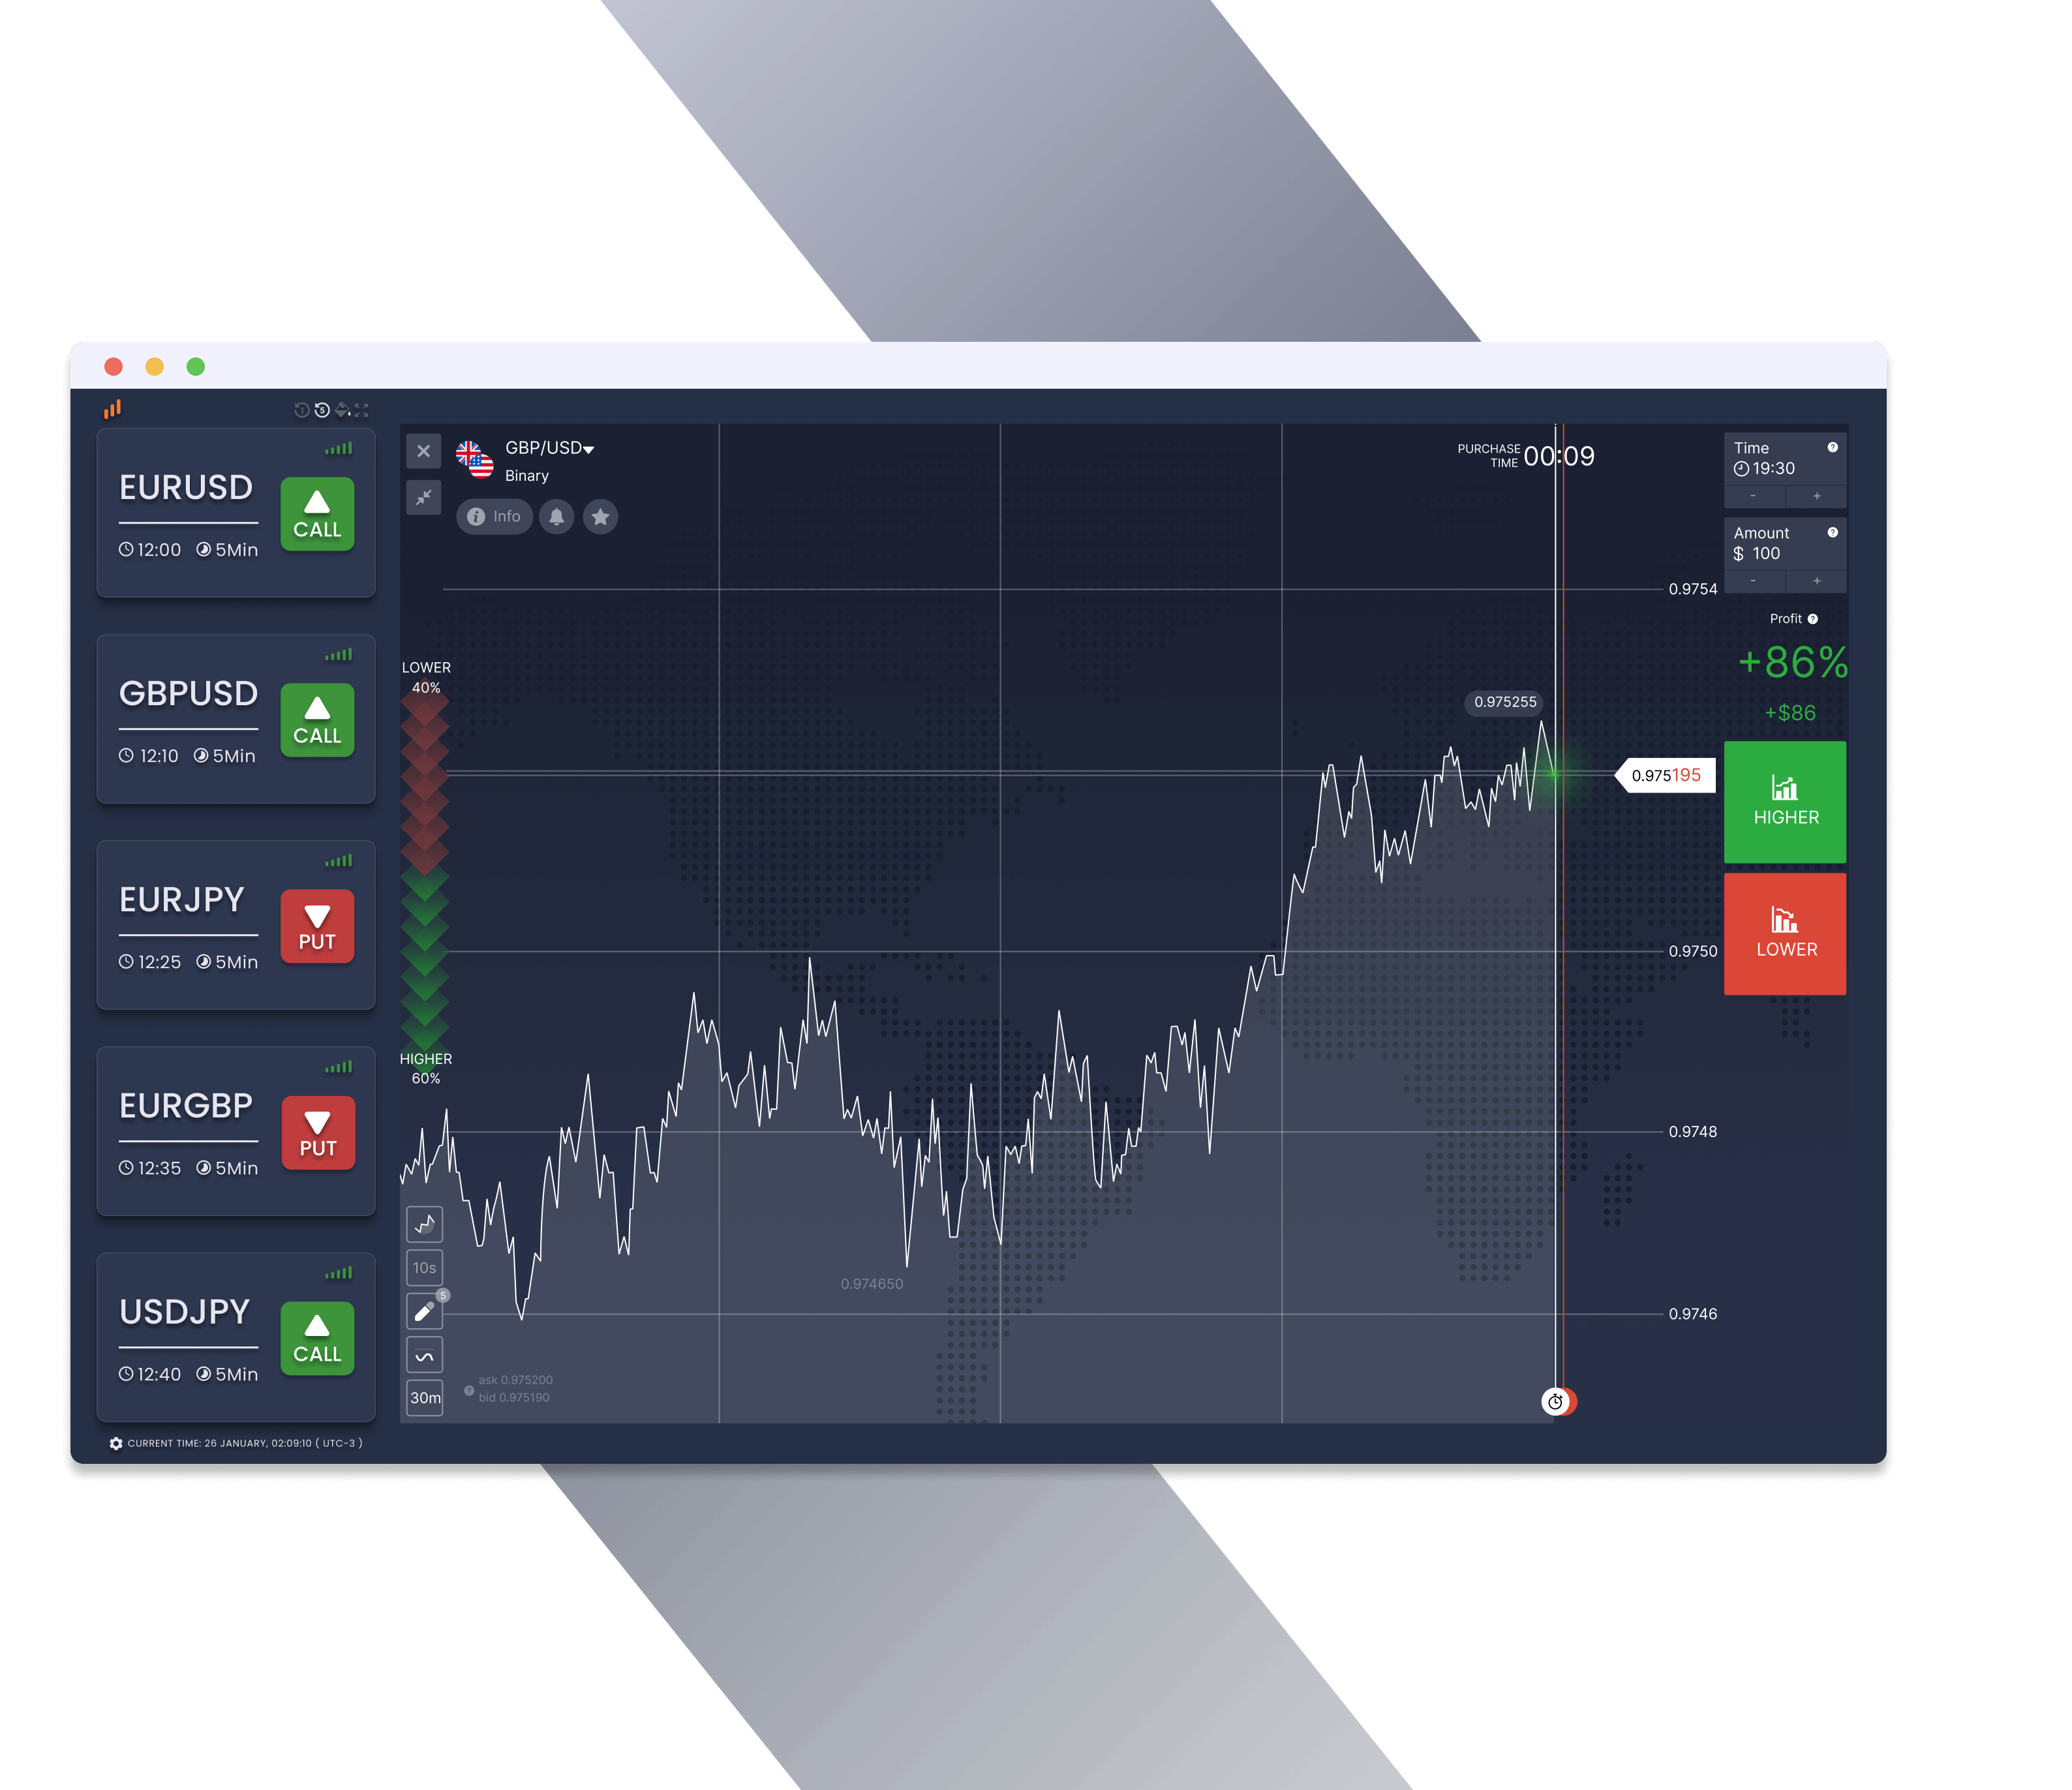 1
5
EURUSD
12:00 5Min
CALL
GBPUSD
12:10 5Min
CALL
EURJPY
12:25 5Min
PUT
EURGBP
12:35 5Min
PUT
USDJPY
12:40 5Min
CALL
CURRENT TIME: 26 JANUARY, 02:09:10 ( UTC-3 )
GBP/USD
Binary
Info
PURCHASE
TIME
00:09
LOWER
40%
HIGHER
60%
10s
5
30m
ask 0.975200
bid 0.975190
0.974650
0.975255
0.9754
0.975195
0.9750
0.9748
0.9746
Time
19:30
- +
Amount
$ 100
- +
Profit
+86%
+$86
HIGHER
LOWER